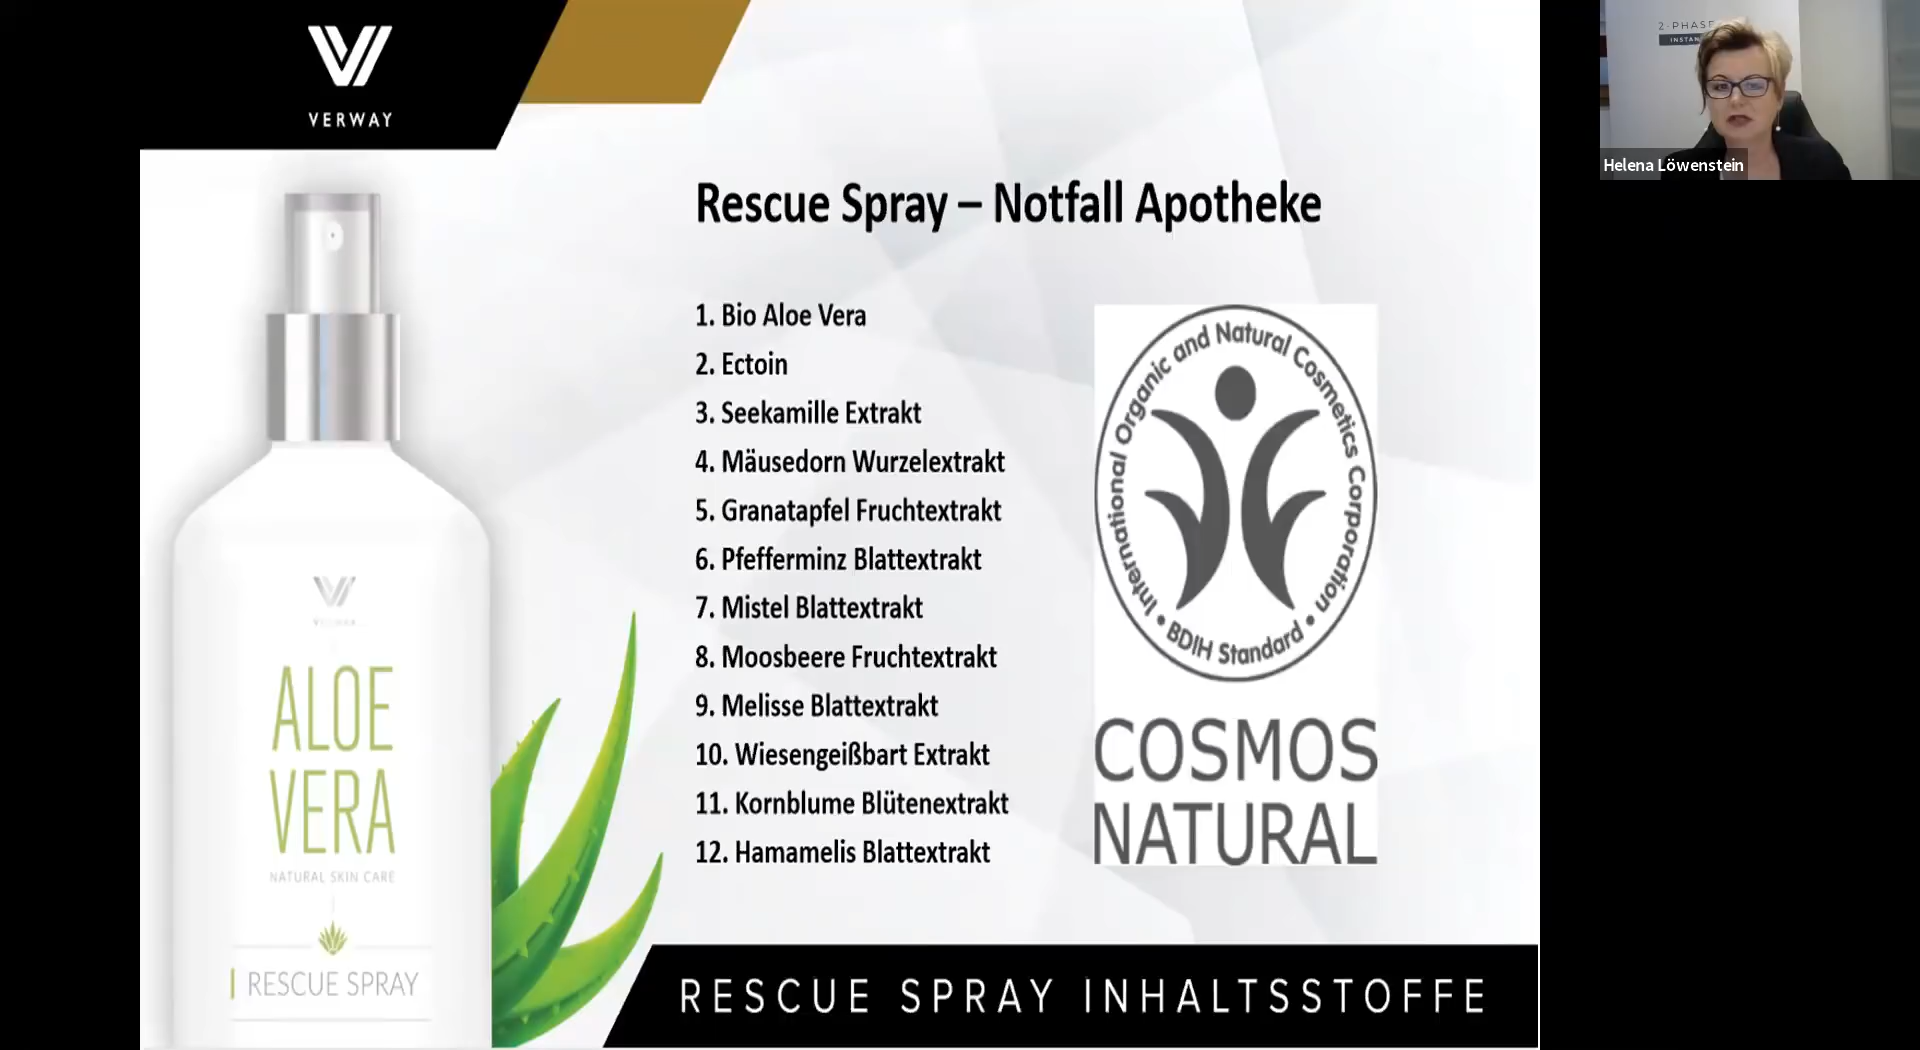 VERWAY
Rescue Spray – Notfall Apotheke
1. Bio Aloe Vera
2. Ectoin
3. Seekamille Extrakt
4. Mäusedorn Wurzelextrakt
5. Granatapfel Fruchtextrakt
6. Pfefferminz Blattextrakt
7. Mistel Blattextrakt
8. Moosbeere Fruchtextrakt
9. Melisse Blattextrakt
10. Wiesengeißbart Extrakt
11. Kornblume Blütenextrakt
12. Hamamelis Blattextrakt
International Organic and Natural Cosmetics Corporation
• BDIH Standard •
COSMOS
NATURAL
ALOE
VERA
NATURAL SKIN CARE
RESCUE SPRAY
RESCUE SPRAY INHALTSSTOFFE
2-PHASE
Helena Löwenstein